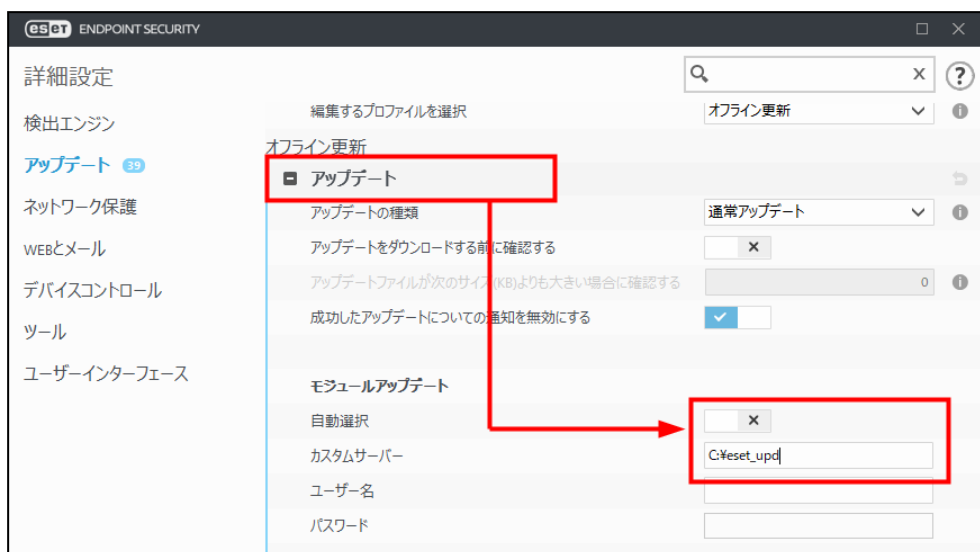 eset ENDPOINT SECURITY
詳細設定
x
?
検出エンジン
アップデート 39
ネットワーク保護
WEBとメール
デバイスコントロール
ツール
ユーザーインターフェース
編集するプロファイルを選択 オフライン更新
オフライン更新
アップデート
アップデートの種類 通常アップデート
アップデートをダウンロードする前に確認する
アップデートファイルが次のサイズ(KB)よりも大きい場合に確認する 0
成功したアップデートについての通知を無効にする
モジュールアップデート
自動選択
カスタムサーバー C:¥eset_upd
ユーザー名
パスワード